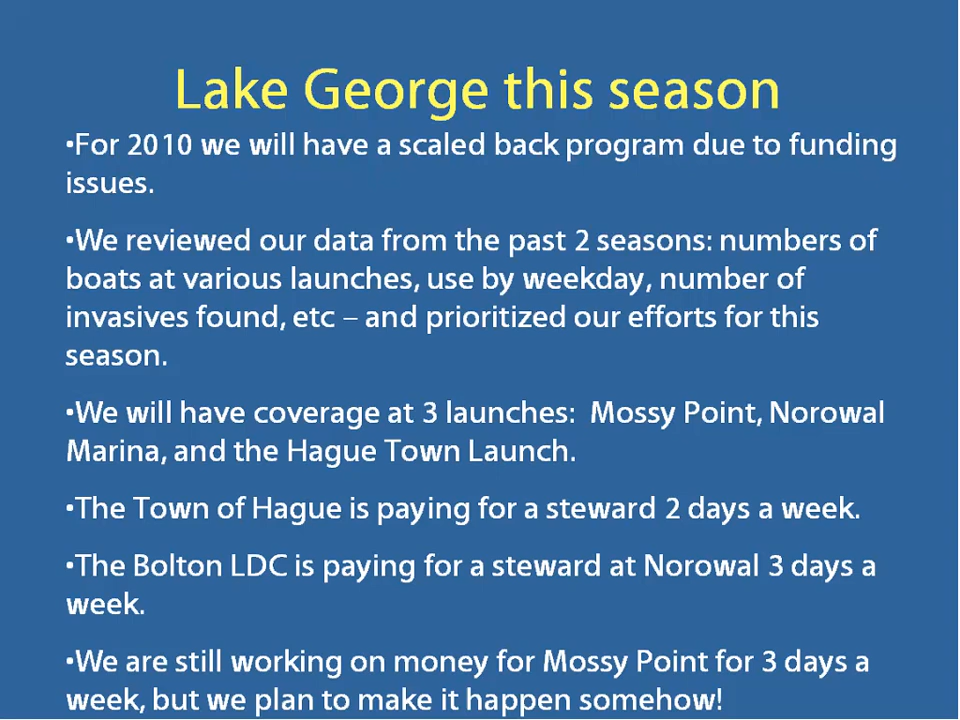 Lake George this season
•For 2010 we will have a scaled back program due to funding
issues.
•We reviewed our data from the past 2 seasons: numbers of
boats at various launches, use by weekday, number of
invasives found, etc – and prioritized our efforts for this
season.
•We will have coverage at 3 launches:  Mossy Point, Norowal
Marina, and the Hague Town Launch.
•The Town of Hague is paying for a steward 2 days a week.
•The Bolton LDC is paying for a steward at Norowal 3 days a
week.
•We are still working on money for Mossy Point for 3 days a
week, but we plan to make it happen somehow!